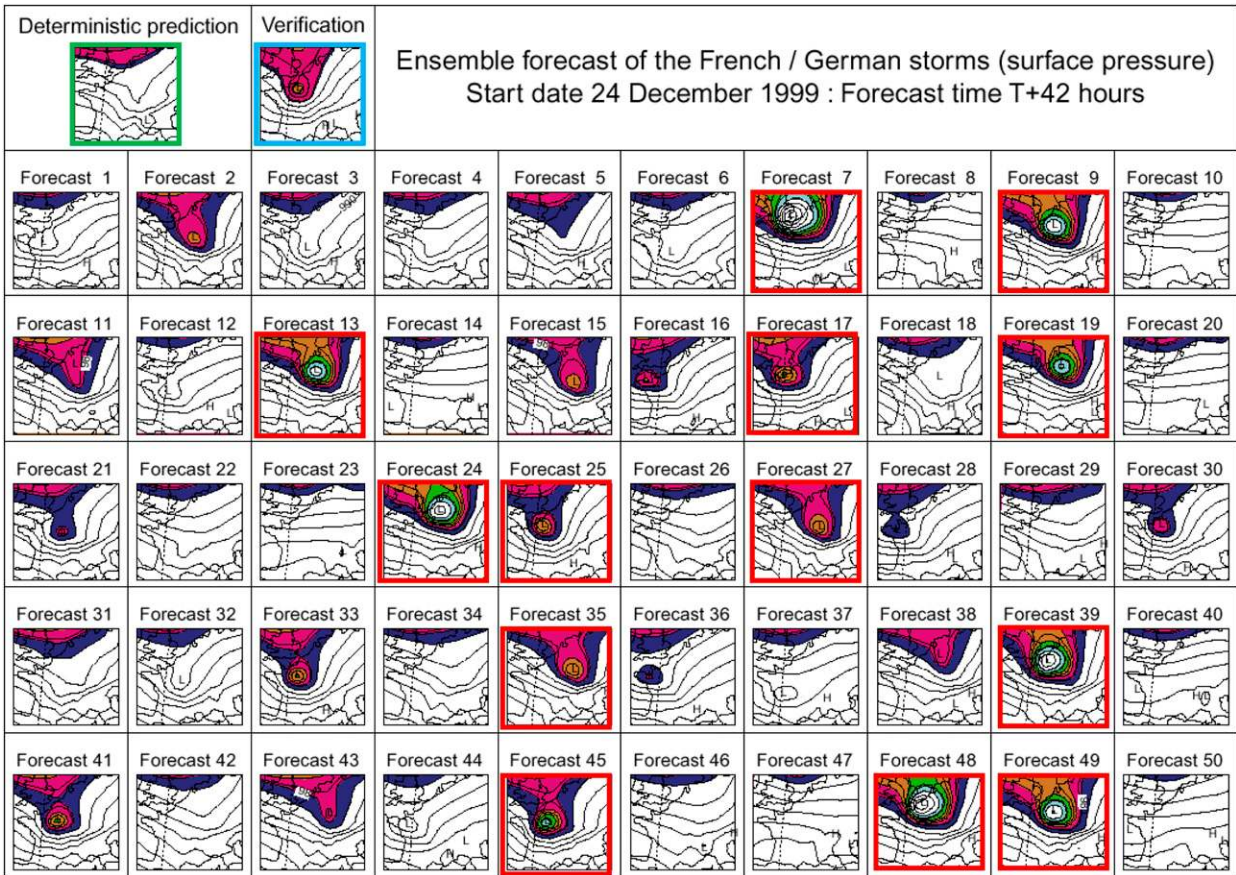 Deterministic prediction
Verification
Ensemble forecast of the French / German storms (surface pressure)
Start date 24 December 1999 : Forecast time T+42 hours
Forecast 1
Forecast 2
Forecast 3
Forecast 4
Forecast 5
Forecast 6
Forecast 7
Forecast 8
Forecast 9
Forecast 10
Forecast 11
Forecast 12
Forecast 13
Forecast 14
Forecast 15
Forecast 16
Forecast 17
Forecast 18
Forecast 19
Forecast 20
Forecast 21
Forecast 22
Forecast 23
Forecast 24
Forecast 25
Forecast 26
Forecast 27
Forecast 28
Forecast 29
Forecast 30
Forecast 31
Forecast 32
Forecast 33
Forecast 34
Forecast 35
Forecast 36
Forecast 37
Forecast 38
Forecast 39
Forecast 40
Forecast 41
Forecast 42
Forecast 43
Forecast 44
Forecast 45
Forecast 46
Forecast 47
Forecast 48
Forecast 49
Forecast 50